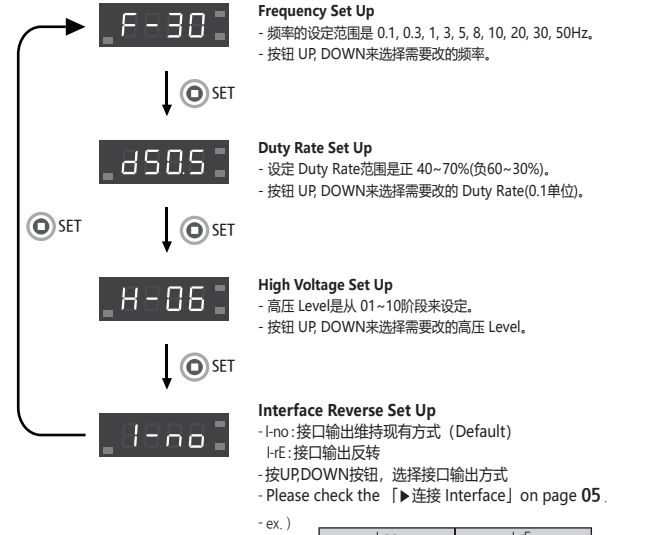 F 30
Frequency Set Up
- 频率的设定范围是 0.1, 0.3, 1, 3, 5, 8, 10, 20, 30, 50Hz。
- 按钮 UP, DOWN来选择需要改的频率。
SET
d50.5
Duty Rate Set Up
- 设定 Duty Rate范围是正 40~70%(负60~30%)。
- 按钮 UP, DOWN来选择需要改的 Duty Rate(0.1单位)。
SET
SET
H-06
High Voltage Set Up
- 高压 Level是从 01~10阶段来设定。
- 按钮 UP, DOWN来选择需要改的高压 Level。
SET
I-no
Interface Reverse Set Up
- I-no : 接口输出维持现有方式（Default）
I-rE : 接口输出反转
- 按UP,DOWN按钮，选择接口输出方式
- Please check the 「▶连接 Interface」on page 05 .
- ex. )